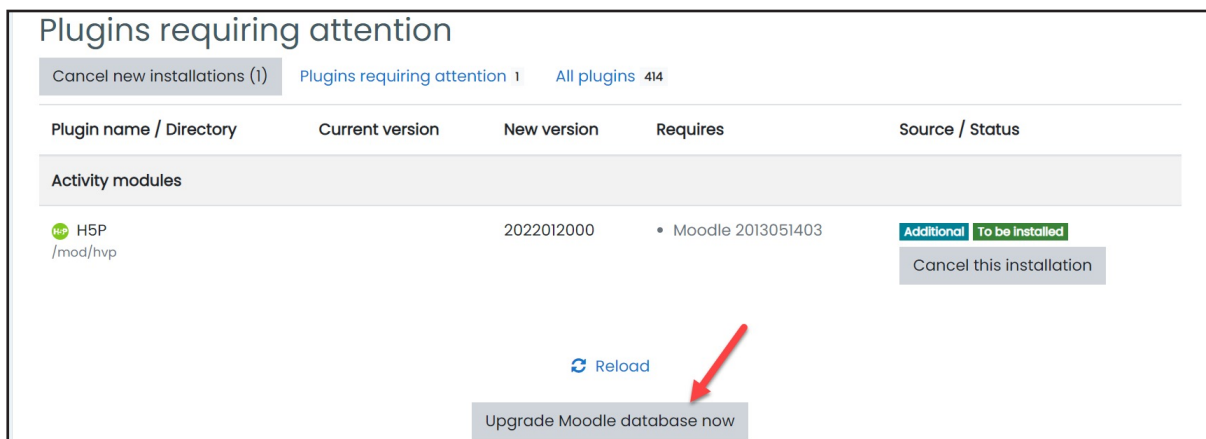 Plugins requiring attention
Cancel new installations (1) Plugins requiring attention 1 All plugins 414
Plugin name / Directory Current version New version Requires Source / Status
Activity modules
H-P H5P 2022012000 • Moodle 2013051403 Additional To be installed
/mod/hvp Cancel this installation
Reload
Upgrade Moodle database now